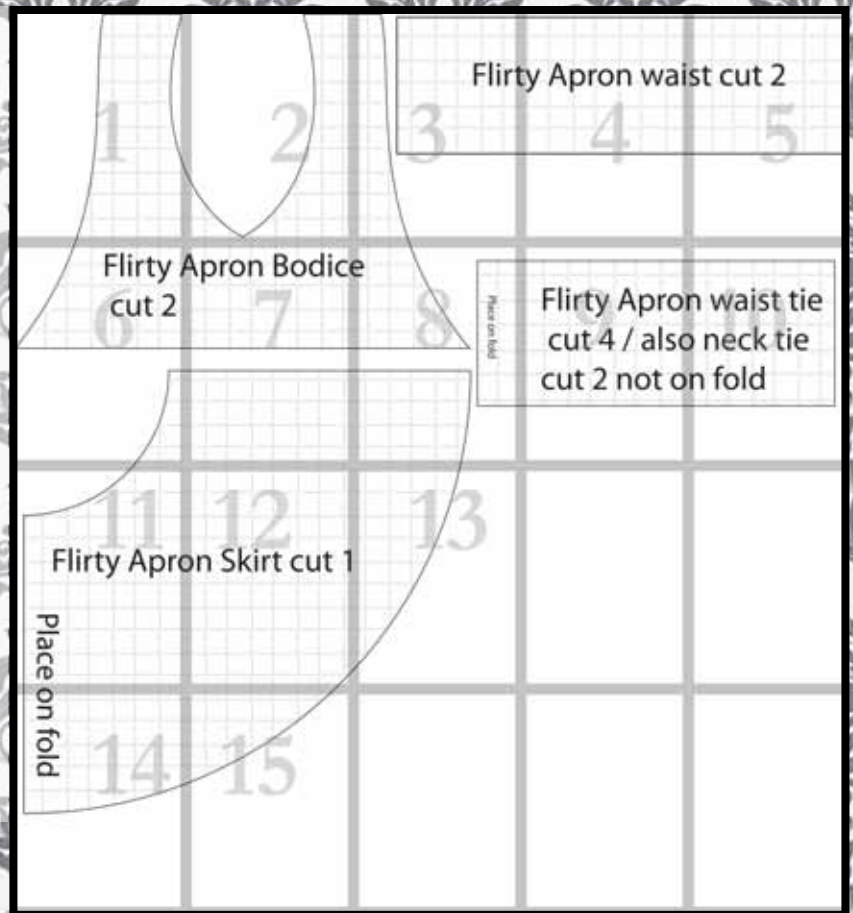 Flirty Apron waist cut 2
1
2
3
4
5
Flirty Apron Bodice
cut 2
6
7
8
Place on fold
Flirty Apron waist tie
cut 4 / also neck tie
cut 2 not on fold
9
10
11
12
13
Flirty Apron Skirt cut 1
Place on fold
14
15